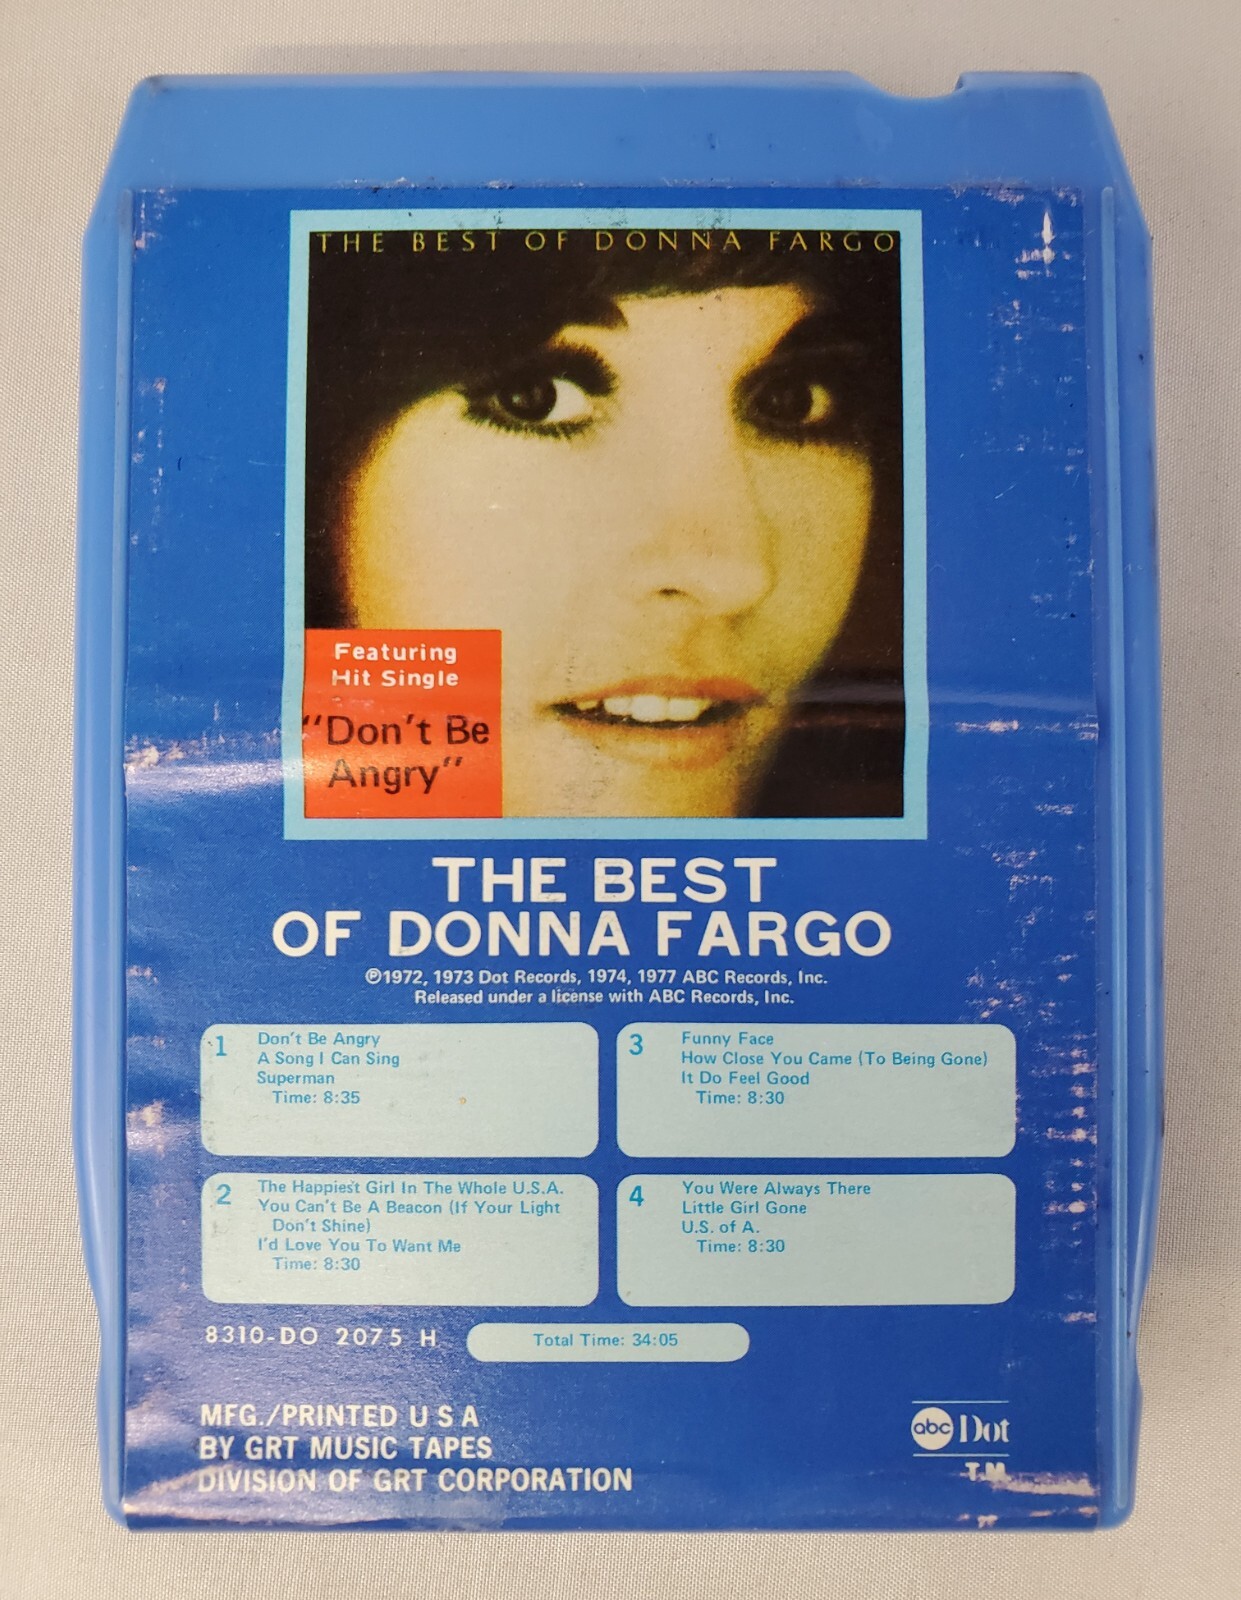 THE BEST OF DONNA FARGO
Featuring
Hit Single
"Don't Be
Angry"
THE BEST
OF DONNA FARGO
℗1972, 1973 Dot Records, 1974, 1977 ABC Records, Inc.
Released under a license with ABC Records, Inc.
1
Don't Be Angry
A Song I Can Sing
Superman
Time: 8:35
2
The Happiest Girl In The Whole U.S.A.
You Can't Be A Beacon (If Your Light
Don't Shine)
I'd Love You To Want Me
Time: 8:30
3
Funny Face
How Close You Came (To Being Gone)
It Do Feel Good
Time: 8:30
4
You Were Always There
Little Girl Gone
U.S. of A.
Time: 8:30
8310-DO 2075 H
Total Time: 34:05
MFG./PRINTED U S A
BY GRT MUSIC TAPES
DIVISION OF GRT CORPORATION
abc Dot
T.M.